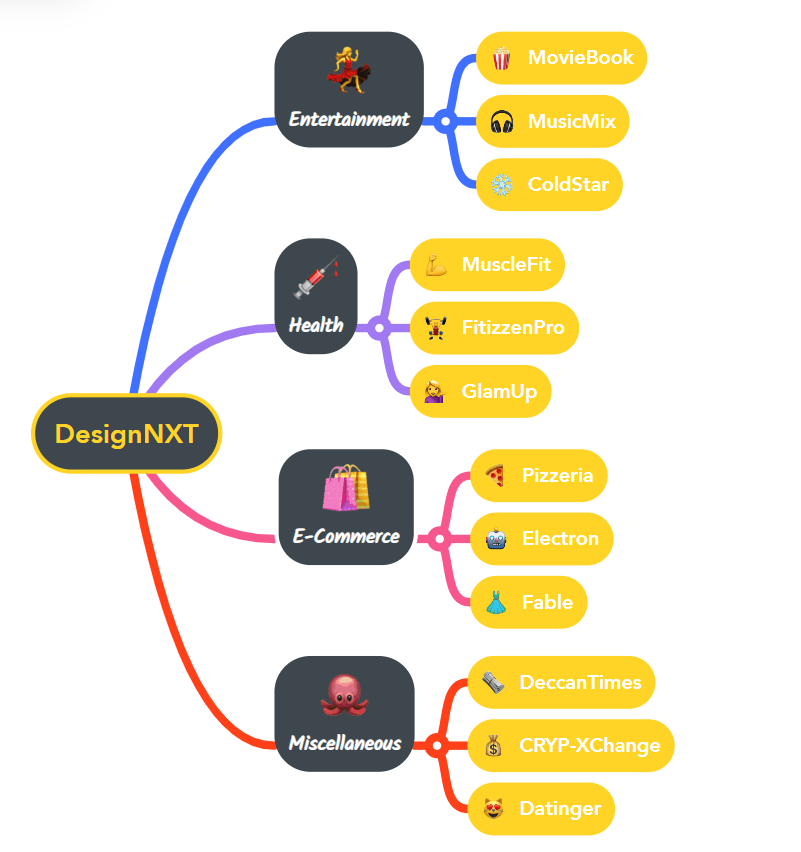 Entertainment
MovieBook
MusicMix
ColdStar
Health
MuscleFit
FitizzenPro
GlamUp
DesignNXT
E-Commerce
Pizzeria
Electron
Fable
Miscellaneous
DeccanTimes
CRYP-XChange
Datinger